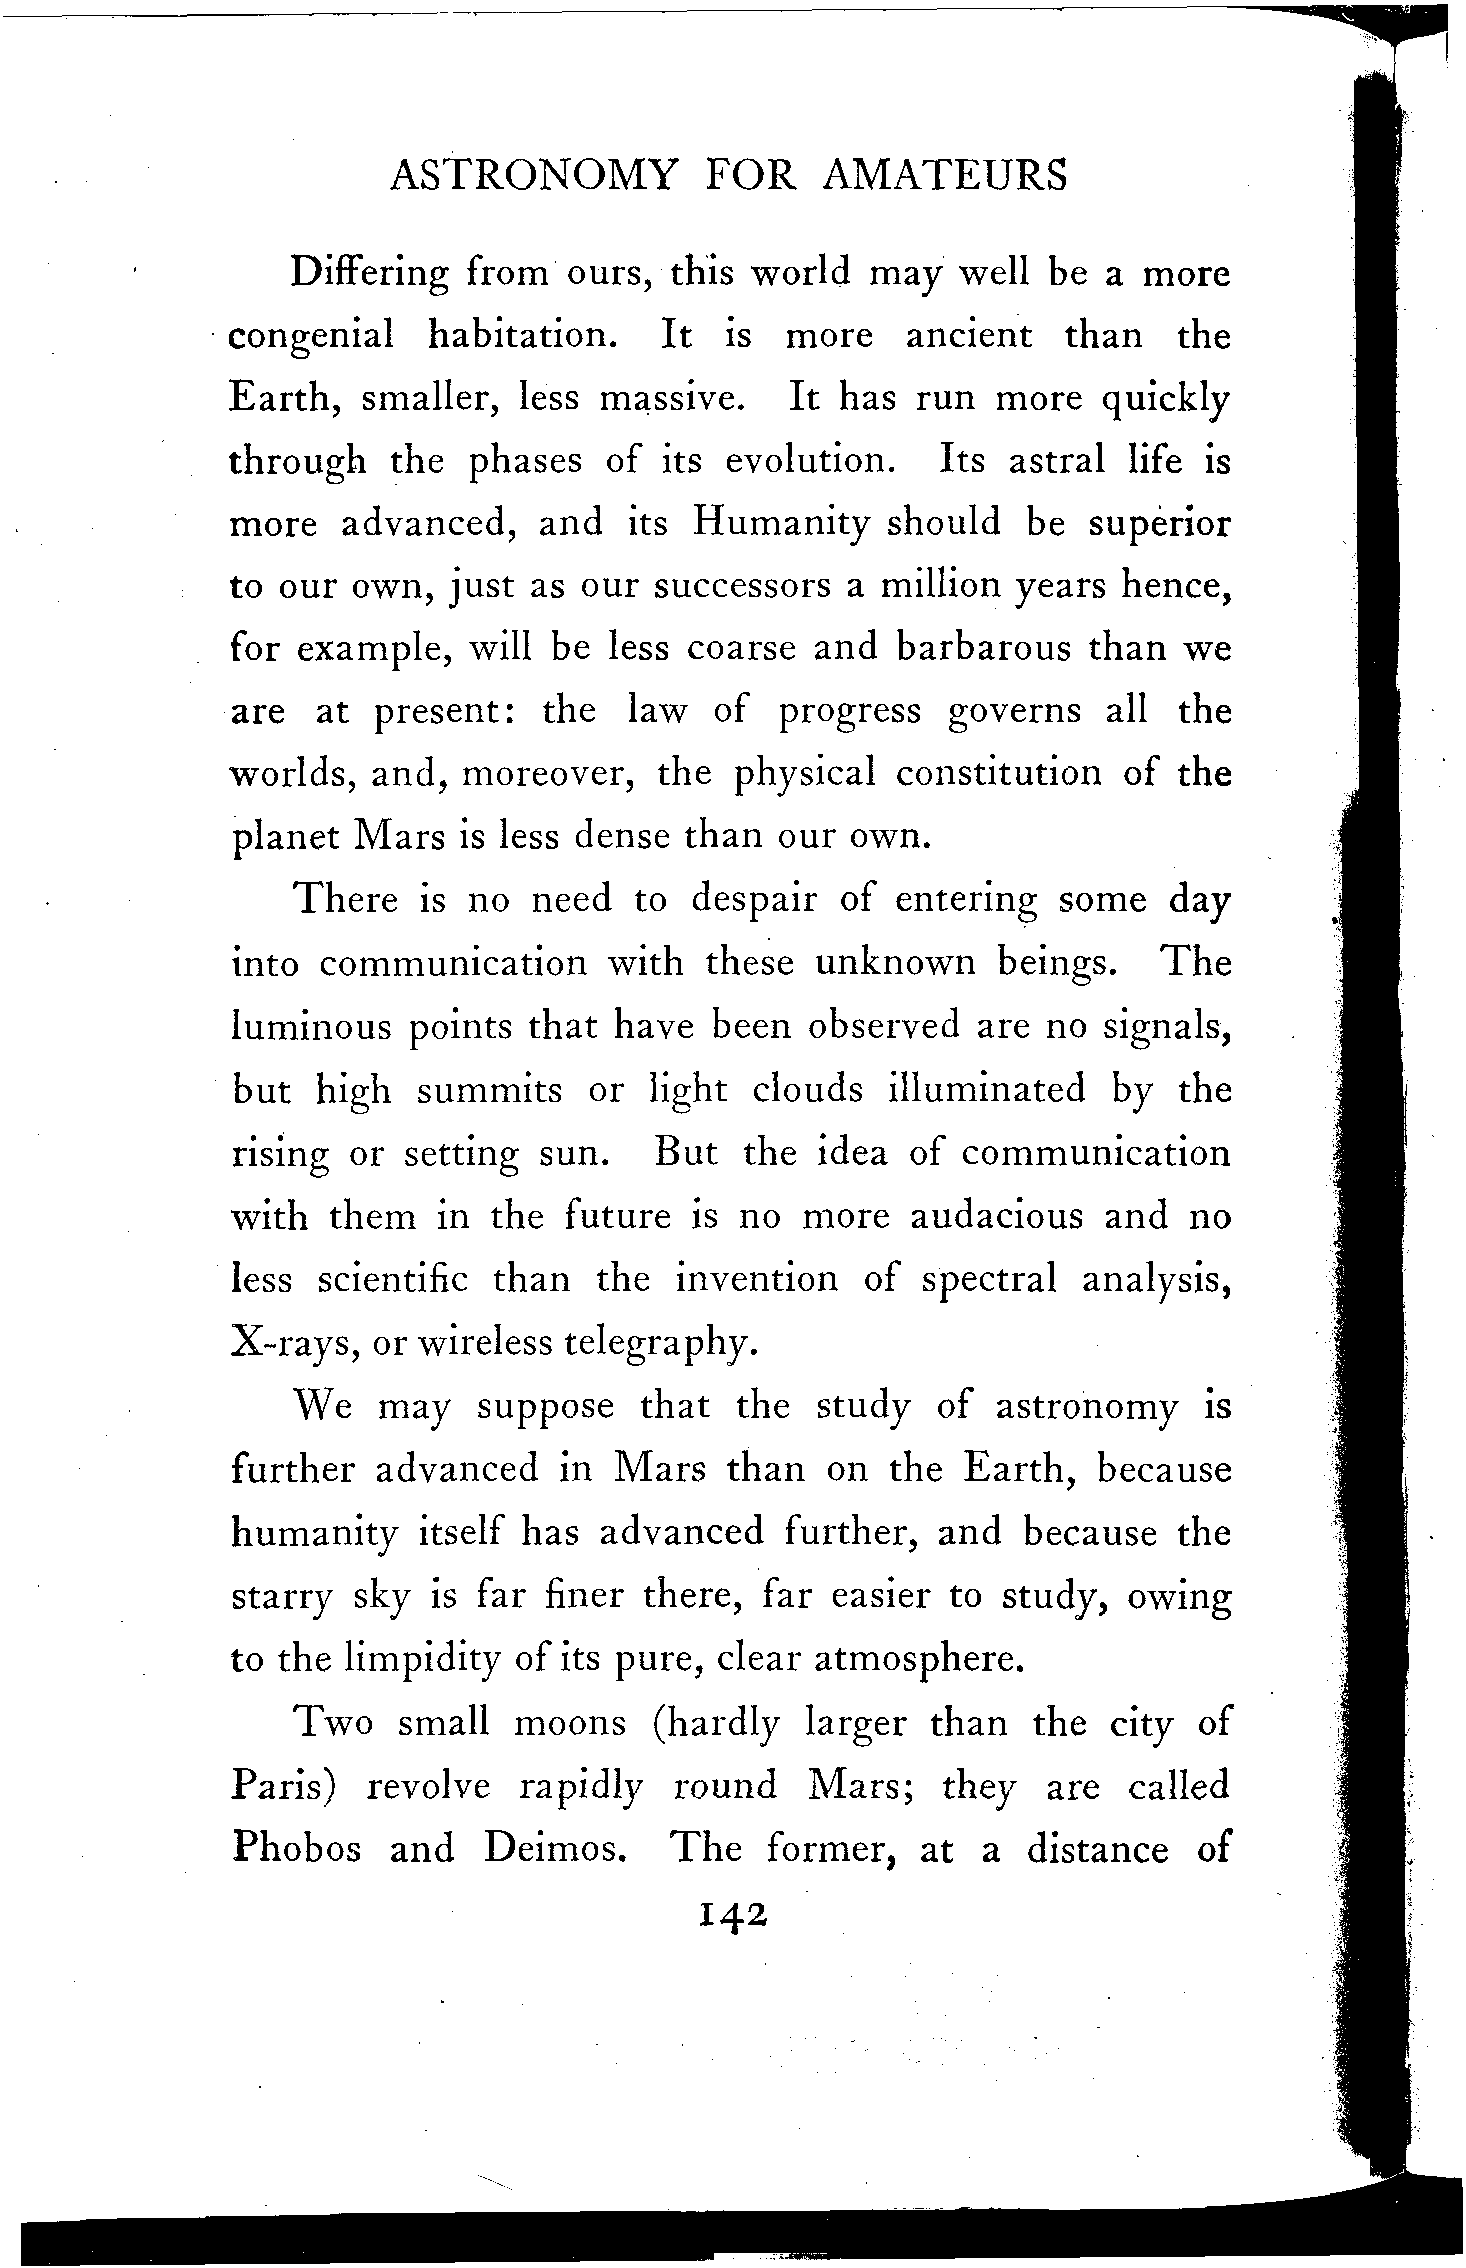 ASTRONOMY FOR AMATEURS
Differing from ours, this world may well be a more
congenial habitation. It is more ancient than the
Earth, smaller, less massive. It has run more quickly
through the phases of its evolution. Its astral life is
more advanced, and its Humanity should be superior
to our own, just as our successors a million years hence,
for example, will be less coarse and barbarous than we
are at present: the law of progress governs all the
worlds, and, moreover, the physical constitution of the
planet Mars is less dense than our own.
There is no need to despair of entering some day
into communication with these unknown beings. The
luminous points that have been observed are no signals,
but high summits or light clouds illuminated by the
rising or setting sun. But the idea of communication
with them in the future is no more audacious and no
less scientific than the invention of spectral analysis,
X-rays, or wireless telegraphy.
We may suppose that the study of astronomy is
further advanced in Mars than on the Earth, because
humanity itself has advanced further, and because the
starry sky is far finer there, far easier to study, owing
to the limpidity of its pure, clear atmosphere.
Two small moons (hardly larger than the city of
Paris) revolve rapidly round Mars; they are called
Phobos and Deimos. The former, at a distance of
142